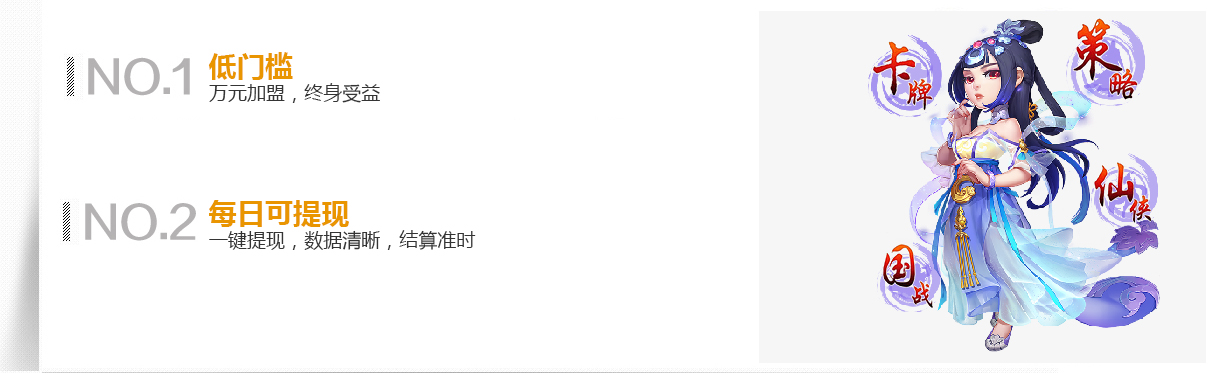 NO.1
低门槛
万元加盟，终身受益
NO.2
每日可提现
一键提现，数据清晰，结算准时
卡牌
策略
仙侠
国战